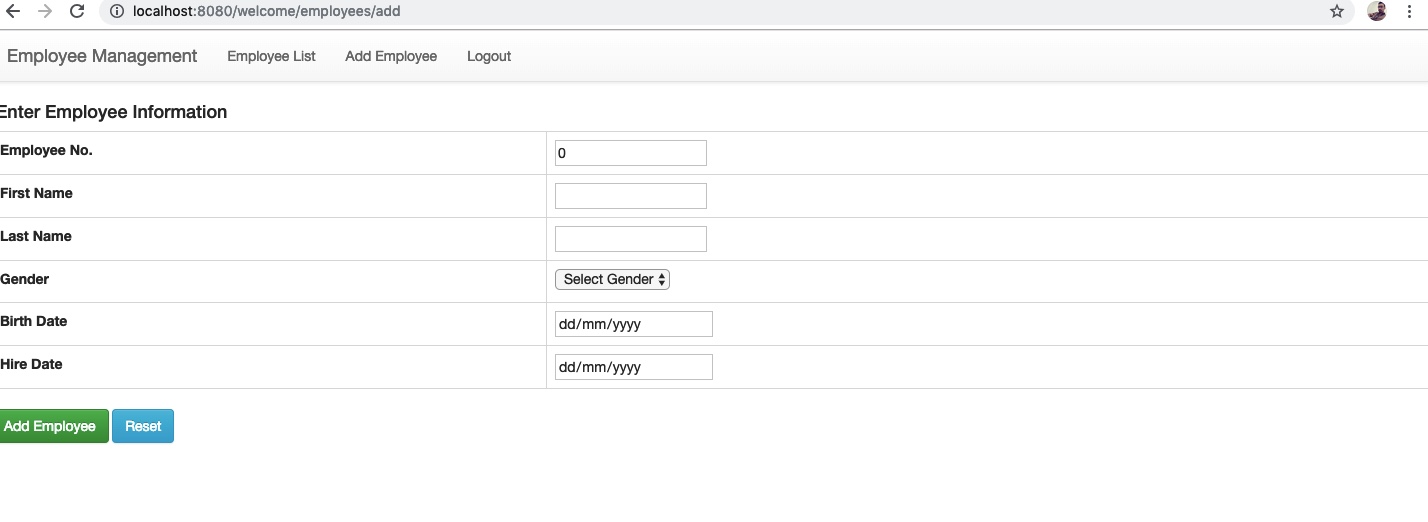 localhost:8080/welcome/employees/add
Employee Management Employee List Add Employee Logout
Enter Employee Information
Employee No. 0
First Name
Last Name
Gender Select Gender
Birth Date dd/mm/yyyy
Hire Date dd/mm/yyyy
Add Employee Reset